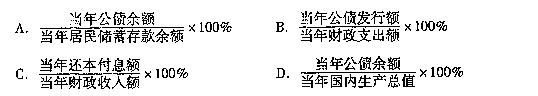 A. 当年公债余额/当年居民储蓄存款余额 ×100%
B. 当年公债发行额/当年财政支出额 ×100%
C. 当年还本付息额/当年财政收入额 ×100%
D. 当年公债余额/当年国内生产总值 ×100%